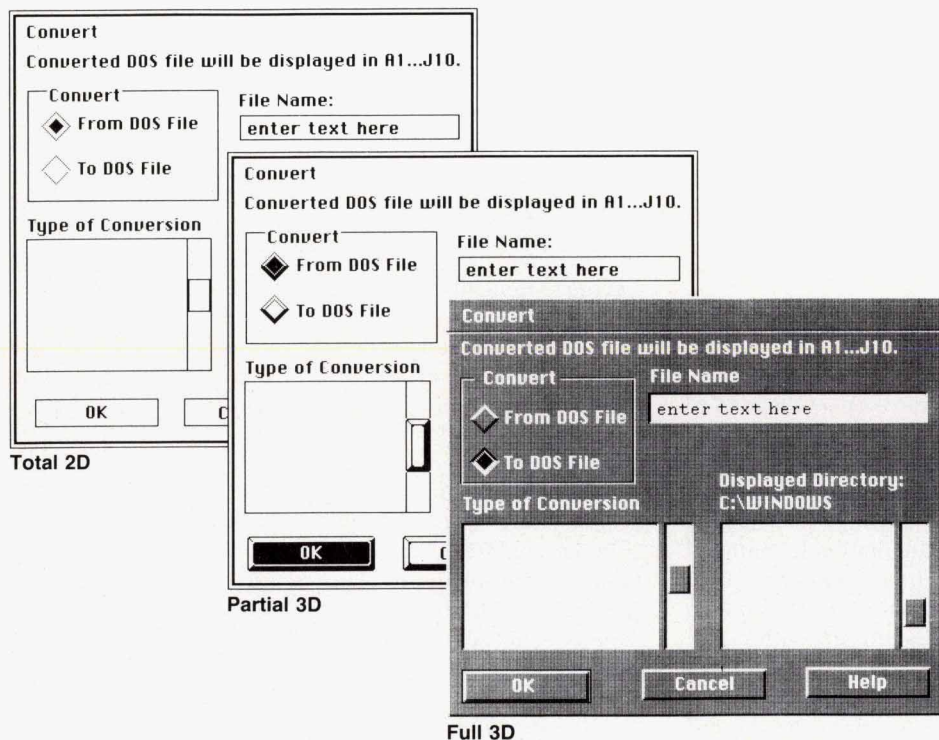 Convert
Converted DOS file will be displayed in A1...J10.
Convert
From DOS File
To DOS File
File Name:
enter text here
Type of Conversion
OK
C
Total 2D
Convert
Converted DOS file will be displayed in A1...J10.
Convert
From DOS File
To DOS File
File Name:
enter text here
Type of Conversion
OK
C
Partial 3D
Convert
Converted DOS file will be displayed in A1...J10.
Convert
From DOS File
To DOS File
File Name
enter text here
Type of Conversion
Displayed Directory:
C:\WINDOWS
OK
Cancel
Help
Full 3D